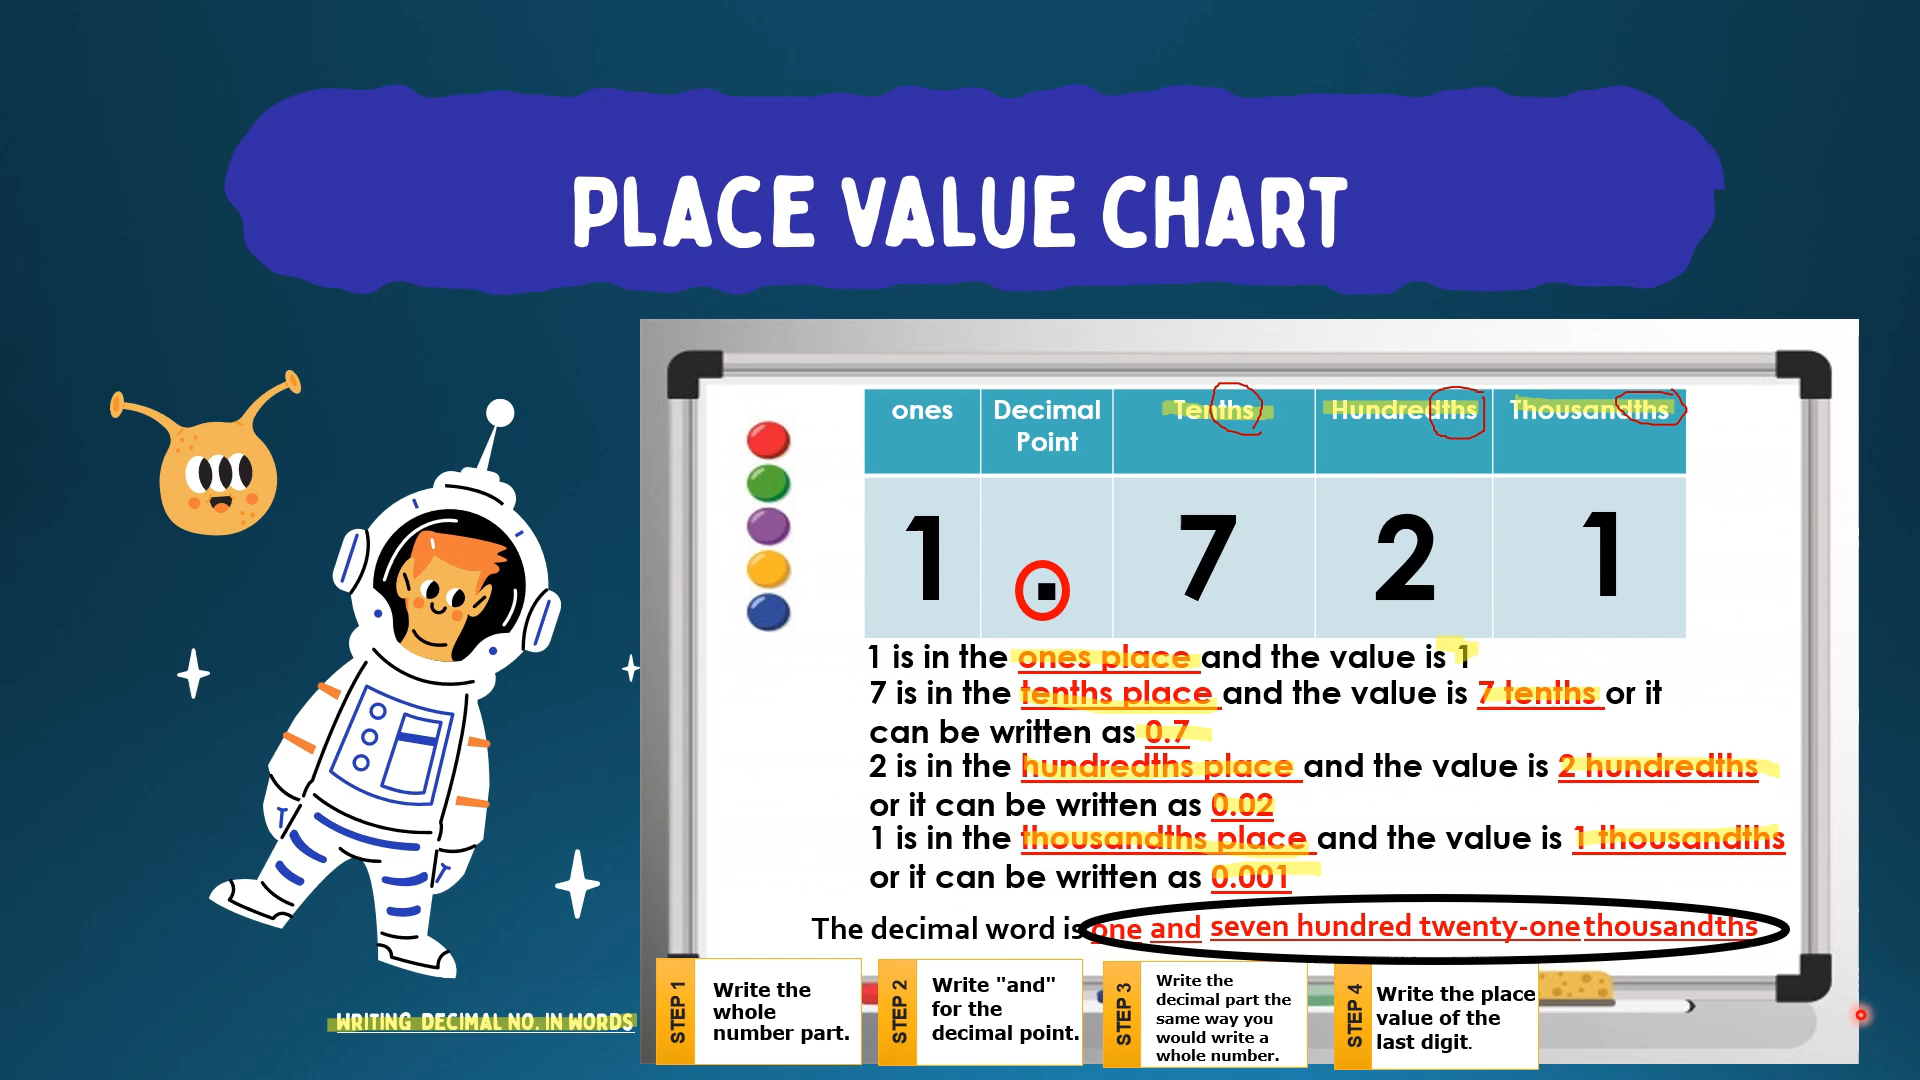 PLACE VALUE CHART
ones Decimal Point Tenths Hundredths Thousandths
1 . 7 2 1
1 is in the ones place and the value is 1
7 is in the tenths place and the value is 7 tenths or it
can be written as 0.7
2 is in the hundredths place and the value is 2 hundredths
or it can be written as 0.02
1 is in the thousandths place and the value is 1 thousandths
or it can be written as 0.001
The decimal word is one and seven hundred twenty-one thousandths
WRITING DECIMAL NO. IN WORDS
STEP 1
Write the
whole
number part.
STEP 2
Write "and"
for the
decimal point.
STEP 3
Write the
decimal part the
same way you
would write a
whole number.
STEP 4
Write the place
value of the
last digit.